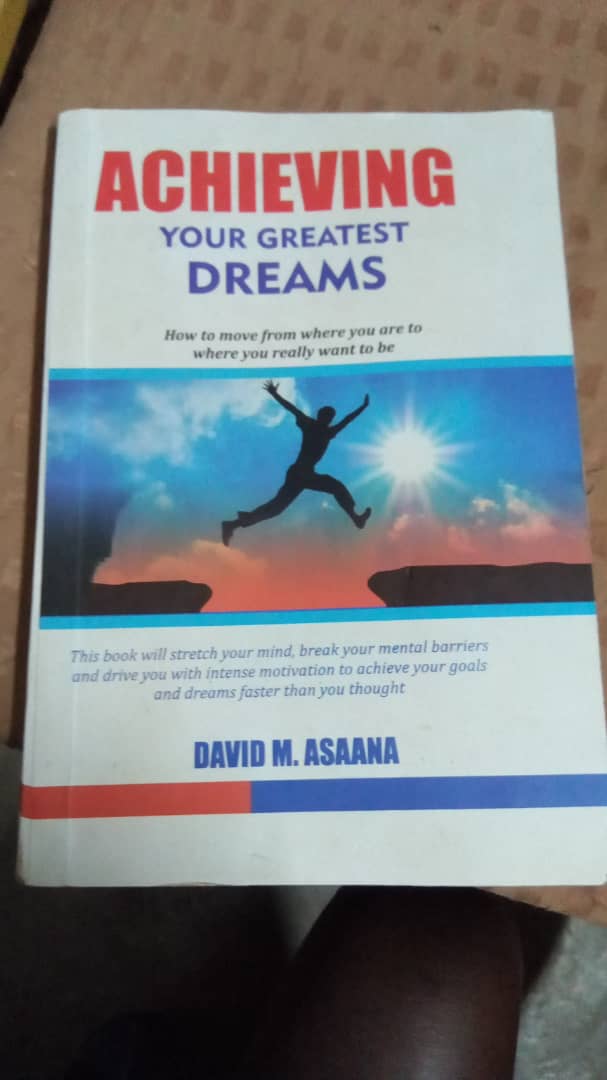 ACHIEVING
YOUR GREATEST
DREAMS
How to move from where you are to
where you really want to be
This book will stretch your mind, break your mental barriers
and drive you with intense motivation to achieve your goals
and dreams faster than you thought
DAVID M. ASAANA